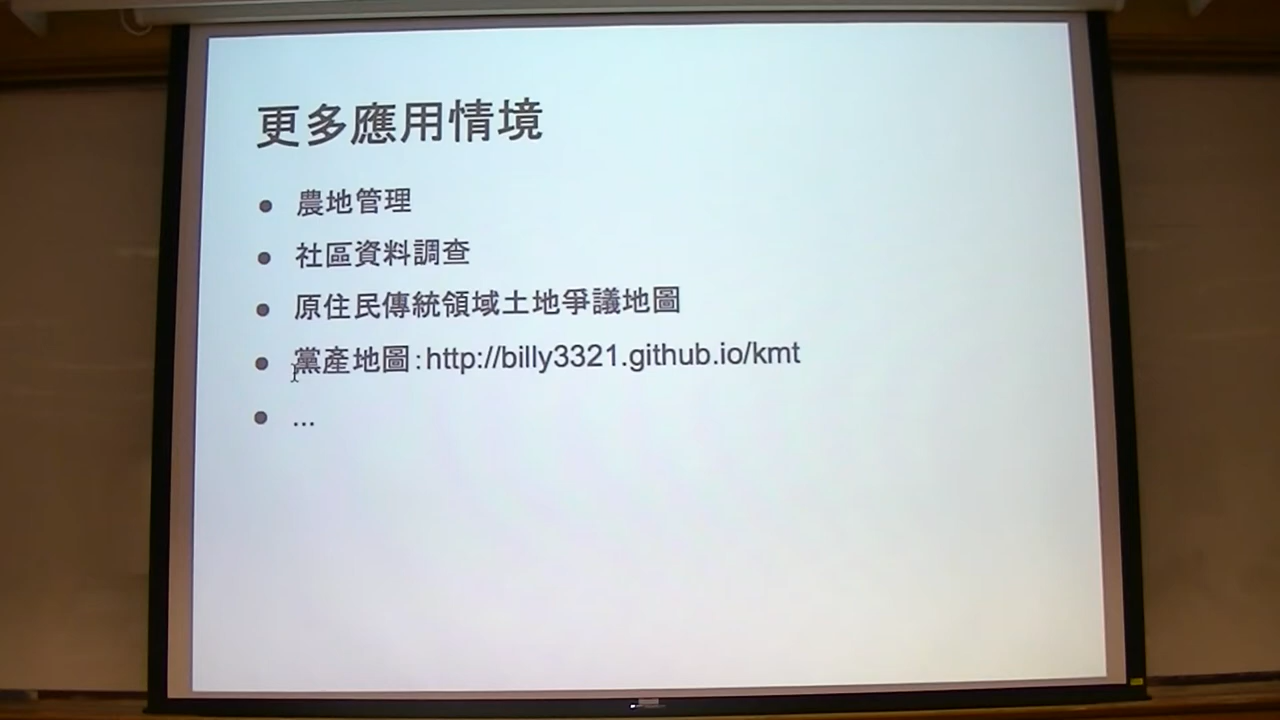 更多應用情境
● 農地管理
● 社區資料調查
● 原住民傳統領域土地爭議地圖
● 黨產地圖：http://billy3321.github.io/kmt
● ...